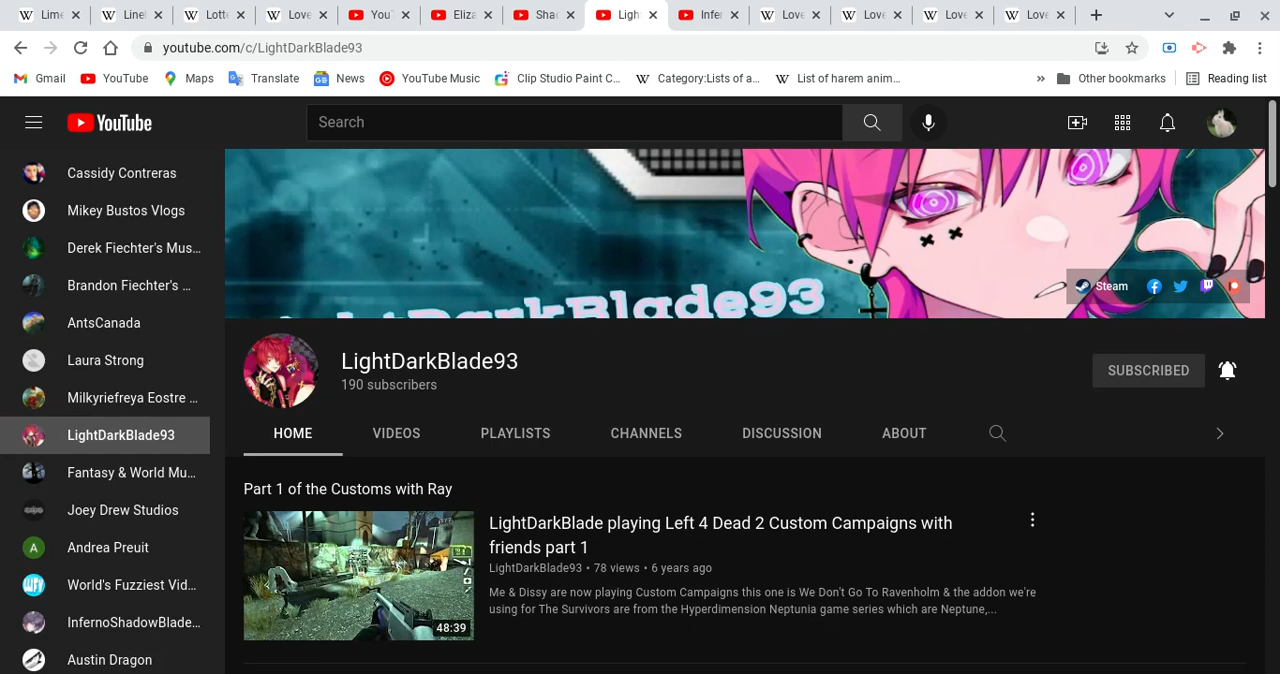 Lime
Linel
Lotte
Love
YouT
Eliza
Shac
Ligh
Infer
Love
Love
Love
Love
youtube.com/c/LightDarkBlade93
Gmail
YouTube
Maps
Translate
News
YouTube Music
Clip Studio Paint C...
Category:Lists of a...
List of harem anim...
»
Other bookmarks
Reading list
YouTube
Search
Cassidy Contreras
Mikey Bustos Vlogs
Derek Fiechter's Mus...
Brandon Fiechter's ...
AntsCanada
Laura Strong
Milkyriefreya Eostre ...
LightDarkBlade93
Fantasy & World Mu...
Joey Drew Studios
Andrea Preuit
World's Fuzziest Vid...
InfernoShadowBlade...
Austin Dragon
DarkBlade93
Steam
LightDarkBlade93
190 subscribers
SUBSCRIBED
HOME
VIDEOS
PLAYLISTS
CHANNELS
DISCUSSION
ABOUT
Part 1 of the Customs with Ray
48:39
LightDarkBlade playing Left 4 Dead 2 Custom Campaigns with
friends part 1
LightDarkBlade93 • 78 views • 6 years ago
Me & Dissy are now playing Custom Campaigns this one is We Don't Go To Ravenholm & the addon we're
using for The Survivors are from the Hyperdimension Neptunia game series which are Neptune,...